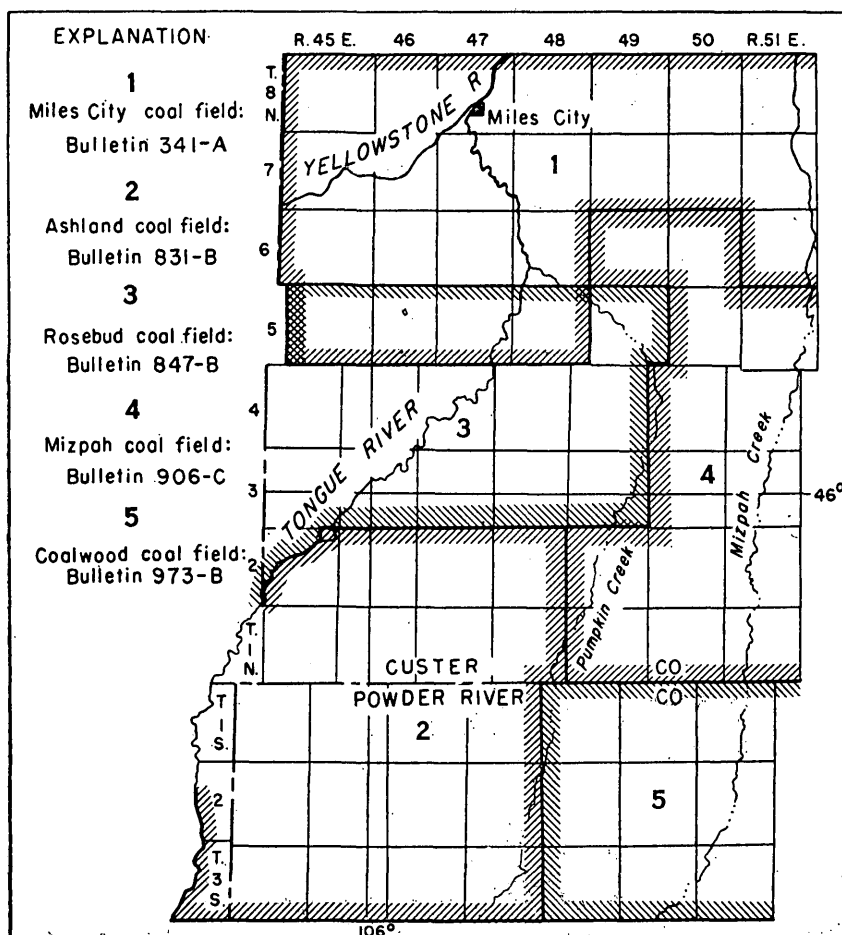 EXPLANATION
1
Miles City coal field:
Bulletin 341-A
2
Ashland coal field:
Bulletin 831-B
3
Rosebud coal field:
Bulletin 847-B
4
Mizpah coal field:
Bulletin 906-C
5
Coalwood coal field:
Bulletin 973-B
R. 45 E. 46 47 48 49 50 R. 51 E.
T. 8 N.
7
6
5
4
3
2
T. 1 N.
T. 1 S.
2
T. 3 S.
YELLOWSTONE R
Miles City
1
TONGUE RIVER
3
4
Mizpah Creek
46°
Pumpkin Creek
CUSTER CO
POWDER RIVER CO
2
5
106°